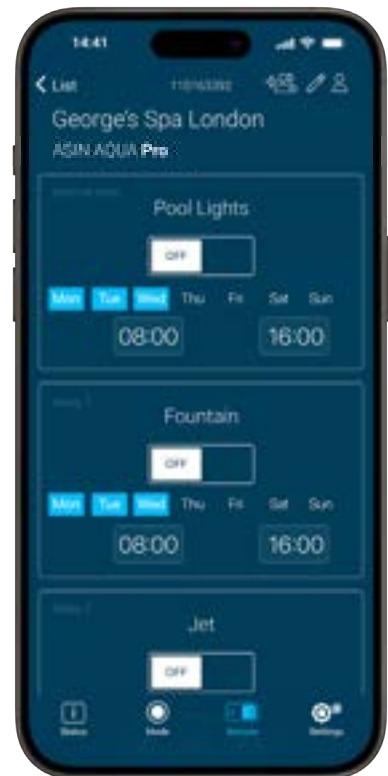 14:41
List
George's Spa London
ASIN AQUA Pro
Pool Lights
OFF
Mon Tue Wed Thu Fri Sat Sun
08:00 16:00
Fountain
OFF
Mon Tue Wed Thu Fri Sat Sun
08:00 16:00
Jet
OFF
Status Mode Settings